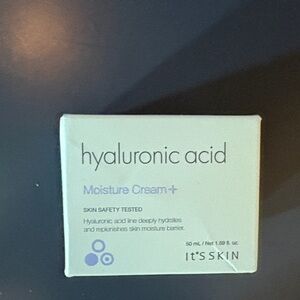 hyaluronic acid
Moisture Cream+
SKIN SAFETY TESTED
Hyaluronic acid line deeply hydrates
and replenishes skin moisture barrier.
50 mL / Net 1.69 fl. oz.
It'S SKIN